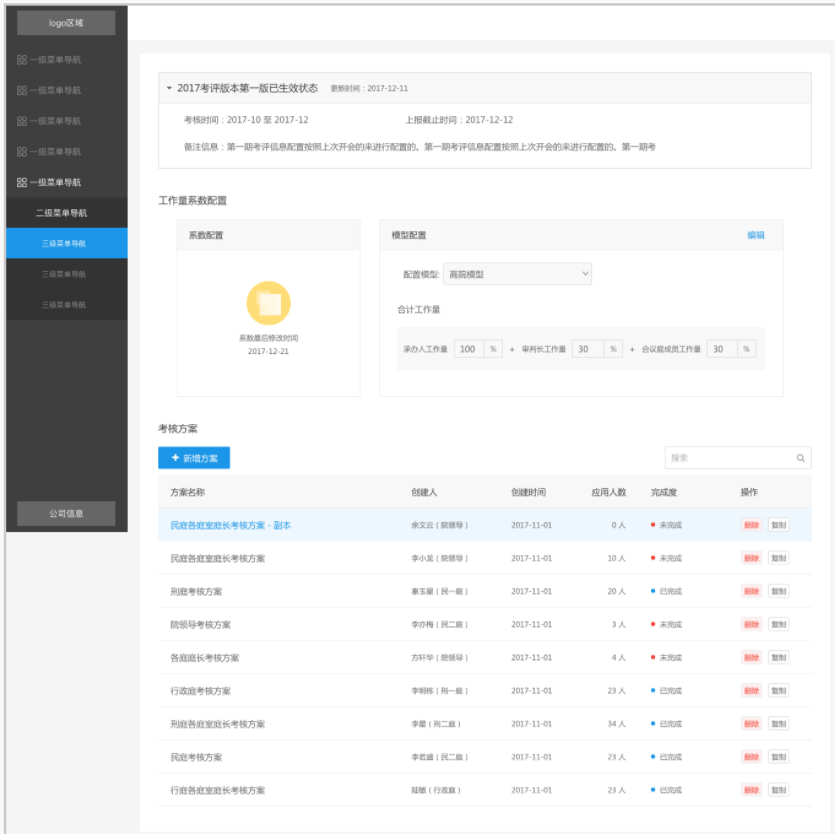 logo区域
一级菜单导航
一级菜单导航
一级菜单导航
一级菜单导航
一级菜单导航
二级菜单导航
三级菜单导航
三级菜单导航
三级菜单导航
公司信息
2017考评版本第一版已生效状态 更新时间：2017-12-11
考核时间：2017-10 至 2017-12 上报截止时间：2017-12-12
备注信息：第一期考评信息配置按照上次开会的来进行配置的。第一期考评信息配置按照上次开会的来进行配置的。第一期考
工作量系数配置
系数配置
系数最后修改时间
2017-12-21
模型配置 编辑
配置模型: 高院模型
合计工作量
承办人工作量 100 % + 审判长工作量 30 % + 合议庭成员工作量 30 %
考核方案
+ 新增方案 搜索
方案名称 创建人 创建时间 应用人数 完成度 操作
民庭各庭室庭长考核方案 - 副本 余文云（院领导） 2017-11-01 0 人 未完成 删除 复制
民庭各庭室庭长考核方案 李小龙（院领导） 2017-11-01 10 人 未完成 删除 复制
刑庭考核方案 秦玉星（民一庭） 2017-11-01 20 人 已完成 删除 复制
院领导考核方案 李亦梅（民二庭） 2017-11-01 3 人 未完成 删除 复制
各庭庭长考核方案 方轩华（院领导） 2017-11-01 4 人 未完成 删除 复制
行政庭考核方案 李明栋（刑一庭） 2017-11-01 23 人 已完成 删除 复制
刑庭各庭室庭长考核方案 李星（刑二庭） 2017-11-01 34 人 已完成 删除 复制
民庭考核方案 李若盛（民二庭） 2017-11-01 23 人 已完成 删除 复制
行庭各庭室庭长考核方案 陆敏（行政庭） 2017-11-01 23 人 已完成 删除 复制